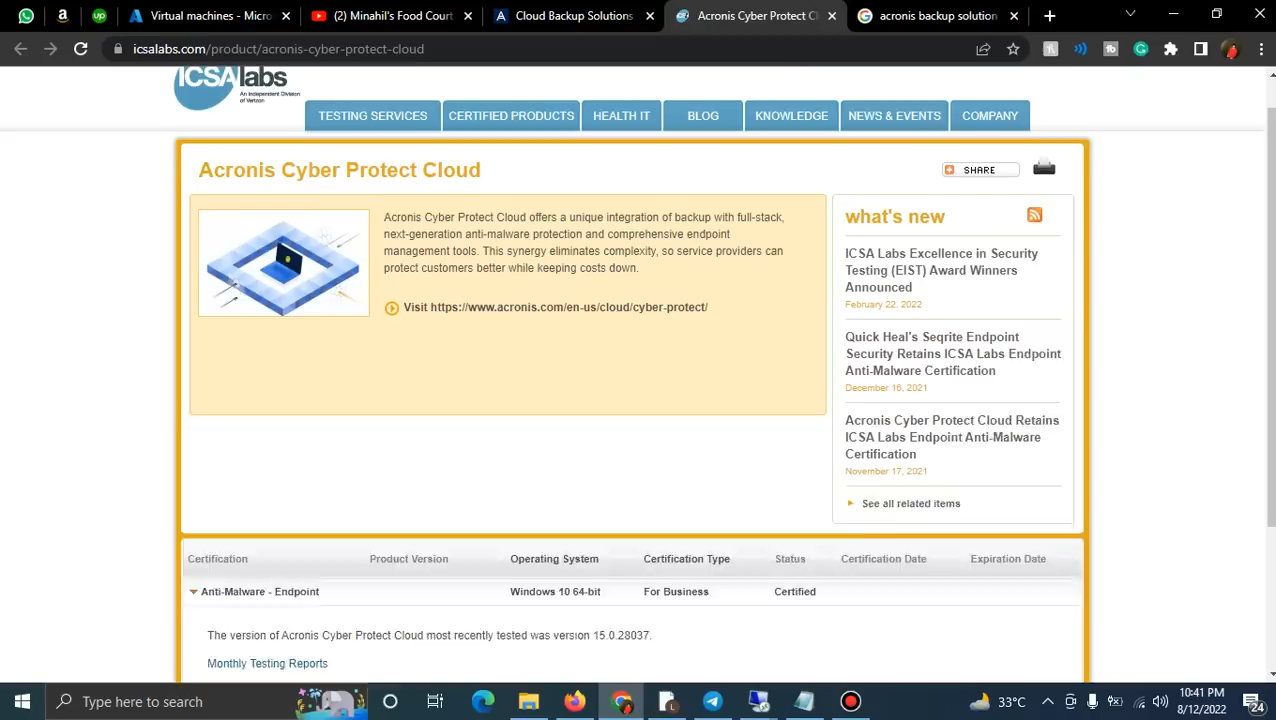 Virtual machines - Micro
(2) Minahil's Food Court
Cloud Backup Solutions
Acronis Cyber Protect C
acronis backup solution
icsalabs.com/product/acronis-cyber-protect-cloud
ICSAlabs
An Independent Division
of Verizon
TESTING SERVICES
CERTIFIED PRODUCTS
HEALTH IT
BLOG
KNOWLEDGE
NEWS & EVENTS
COMPANY
Acronis Cyber Protect Cloud
SHARE
Acronis Cyber Protect Cloud offers a unique integration of backup with full-stack,
next-generation anti-malware protection and comprehensive endpoint
management tools. This synergy eliminates complexity, so service providers can
protect customers better while keeping costs down.
Visit https://www.acronis.com/en-us/cloud/cyber-protect/
what's new
ICSA Labs Excellence in Security
Testing (EIST) Award Winners
Announced
February 22, 2022
Quick Heal's Seqrite Endpoint
Security Retains ICSA Labs Endpoint
Anti-Malware Certification
December 16, 2021
Acronis Cyber Protect Cloud Retains
ICSA Labs Endpoint Anti-Malware
Certification
November 17, 2021
See all related items
Certification Product Version Operating System Certification Type Status Certification Date Expiration Date
Anti-Malware - Endpoint Windows 10 64-bit For Business Certified
The version of Acronis Cyber Protect Cloud most recently tested was version 15.0.28037.
Monthly Testing Reports
Type here to search
33°C
10:41 PM
8/12/2022
24